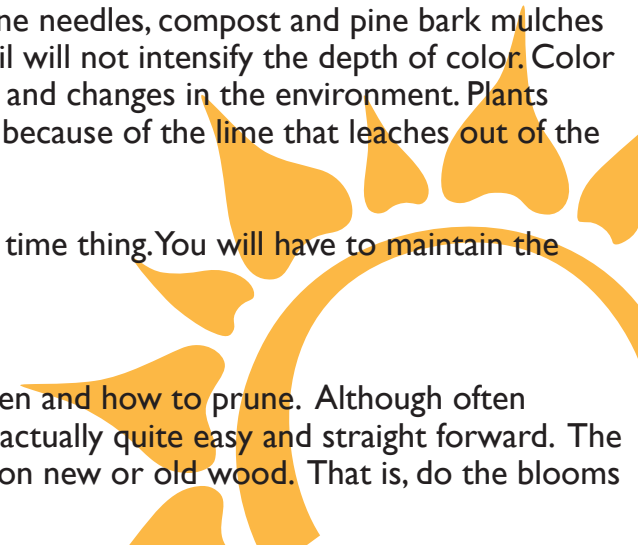 ne needles, compost and pine bark mulches
il will not intensify the depth of color. Color
and changes in the environment. Plants
because of the lime that leaches out of the
time thing. You will have to maintain the
en and how to prune. Although often
actually quite easy and straight forward. The
on new or old wood. That is, do the blooms